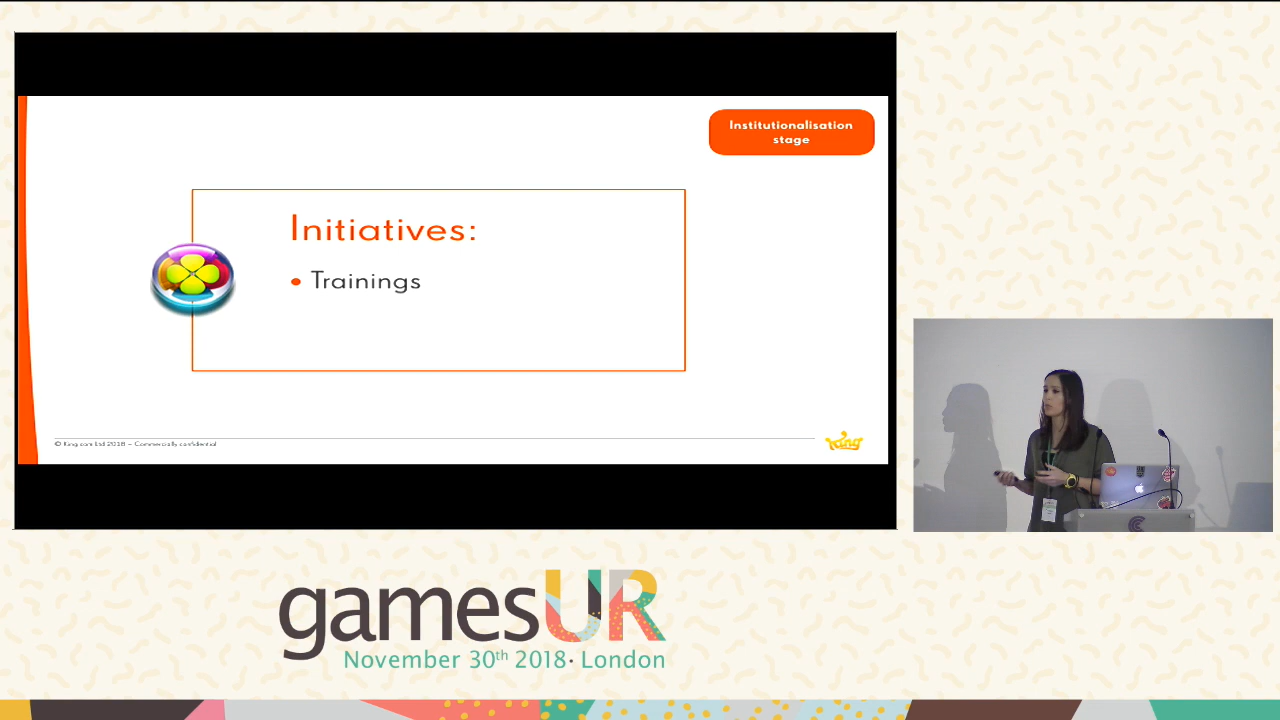 Institutionalisation
stage
Initiatives:
• Trainings
© King.com Ltd 2018 – Commercially confidential
King
gamesUR
November 30th 2018 • London